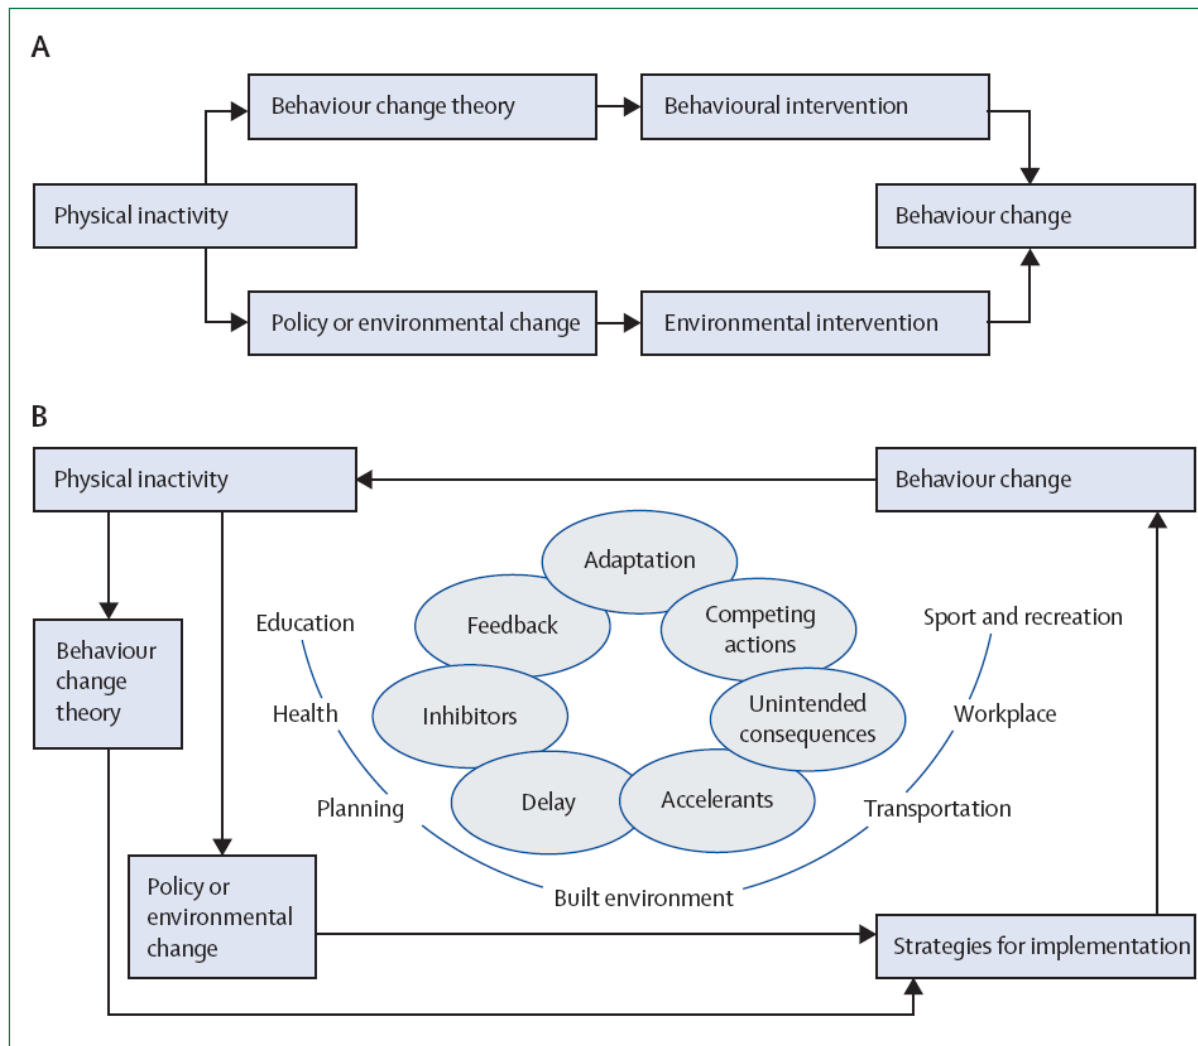 A
Behaviour change theory
Behavioural intervention
Physical inactivity
Behaviour change
Policy or environmental change
Environmental intervention
B
Physical inactivity
Behaviour change
Adaptation
Education
Feedback
Competing
actions
Sport and recreation
Behaviour
change
theory
Health
Inhibitors
Unintended
consequences
Workplace
Planning
Delay
Accelerants
Transportation
Built environment
Policy or
environmental
change
Strategies for implementation